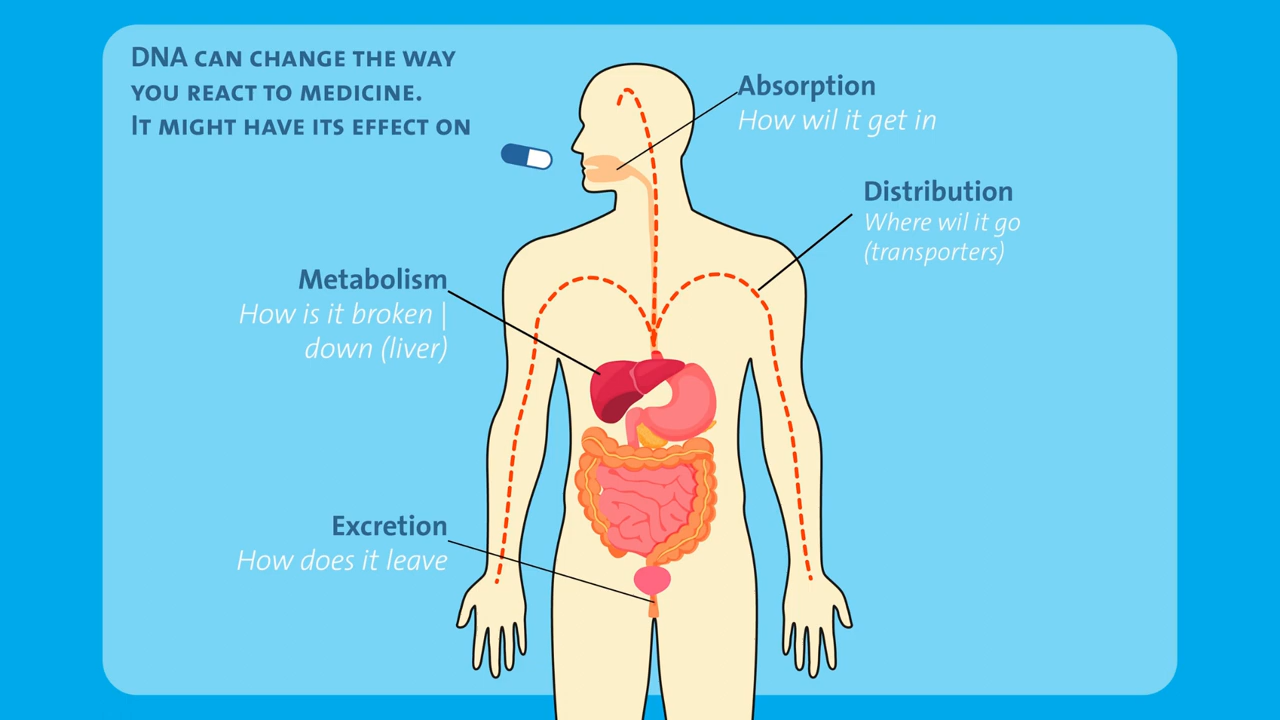 DNA CAN CHANGE THE WAY
YOU REACT TO MEDICINE.
IT MIGHT HAVE ITS EFFECT ON
Absorption
How wil it get in
Distribution
Where wil it go
(transporters)
Metabolism
How is it broken |
down (liver)
Excretion
How does it leave